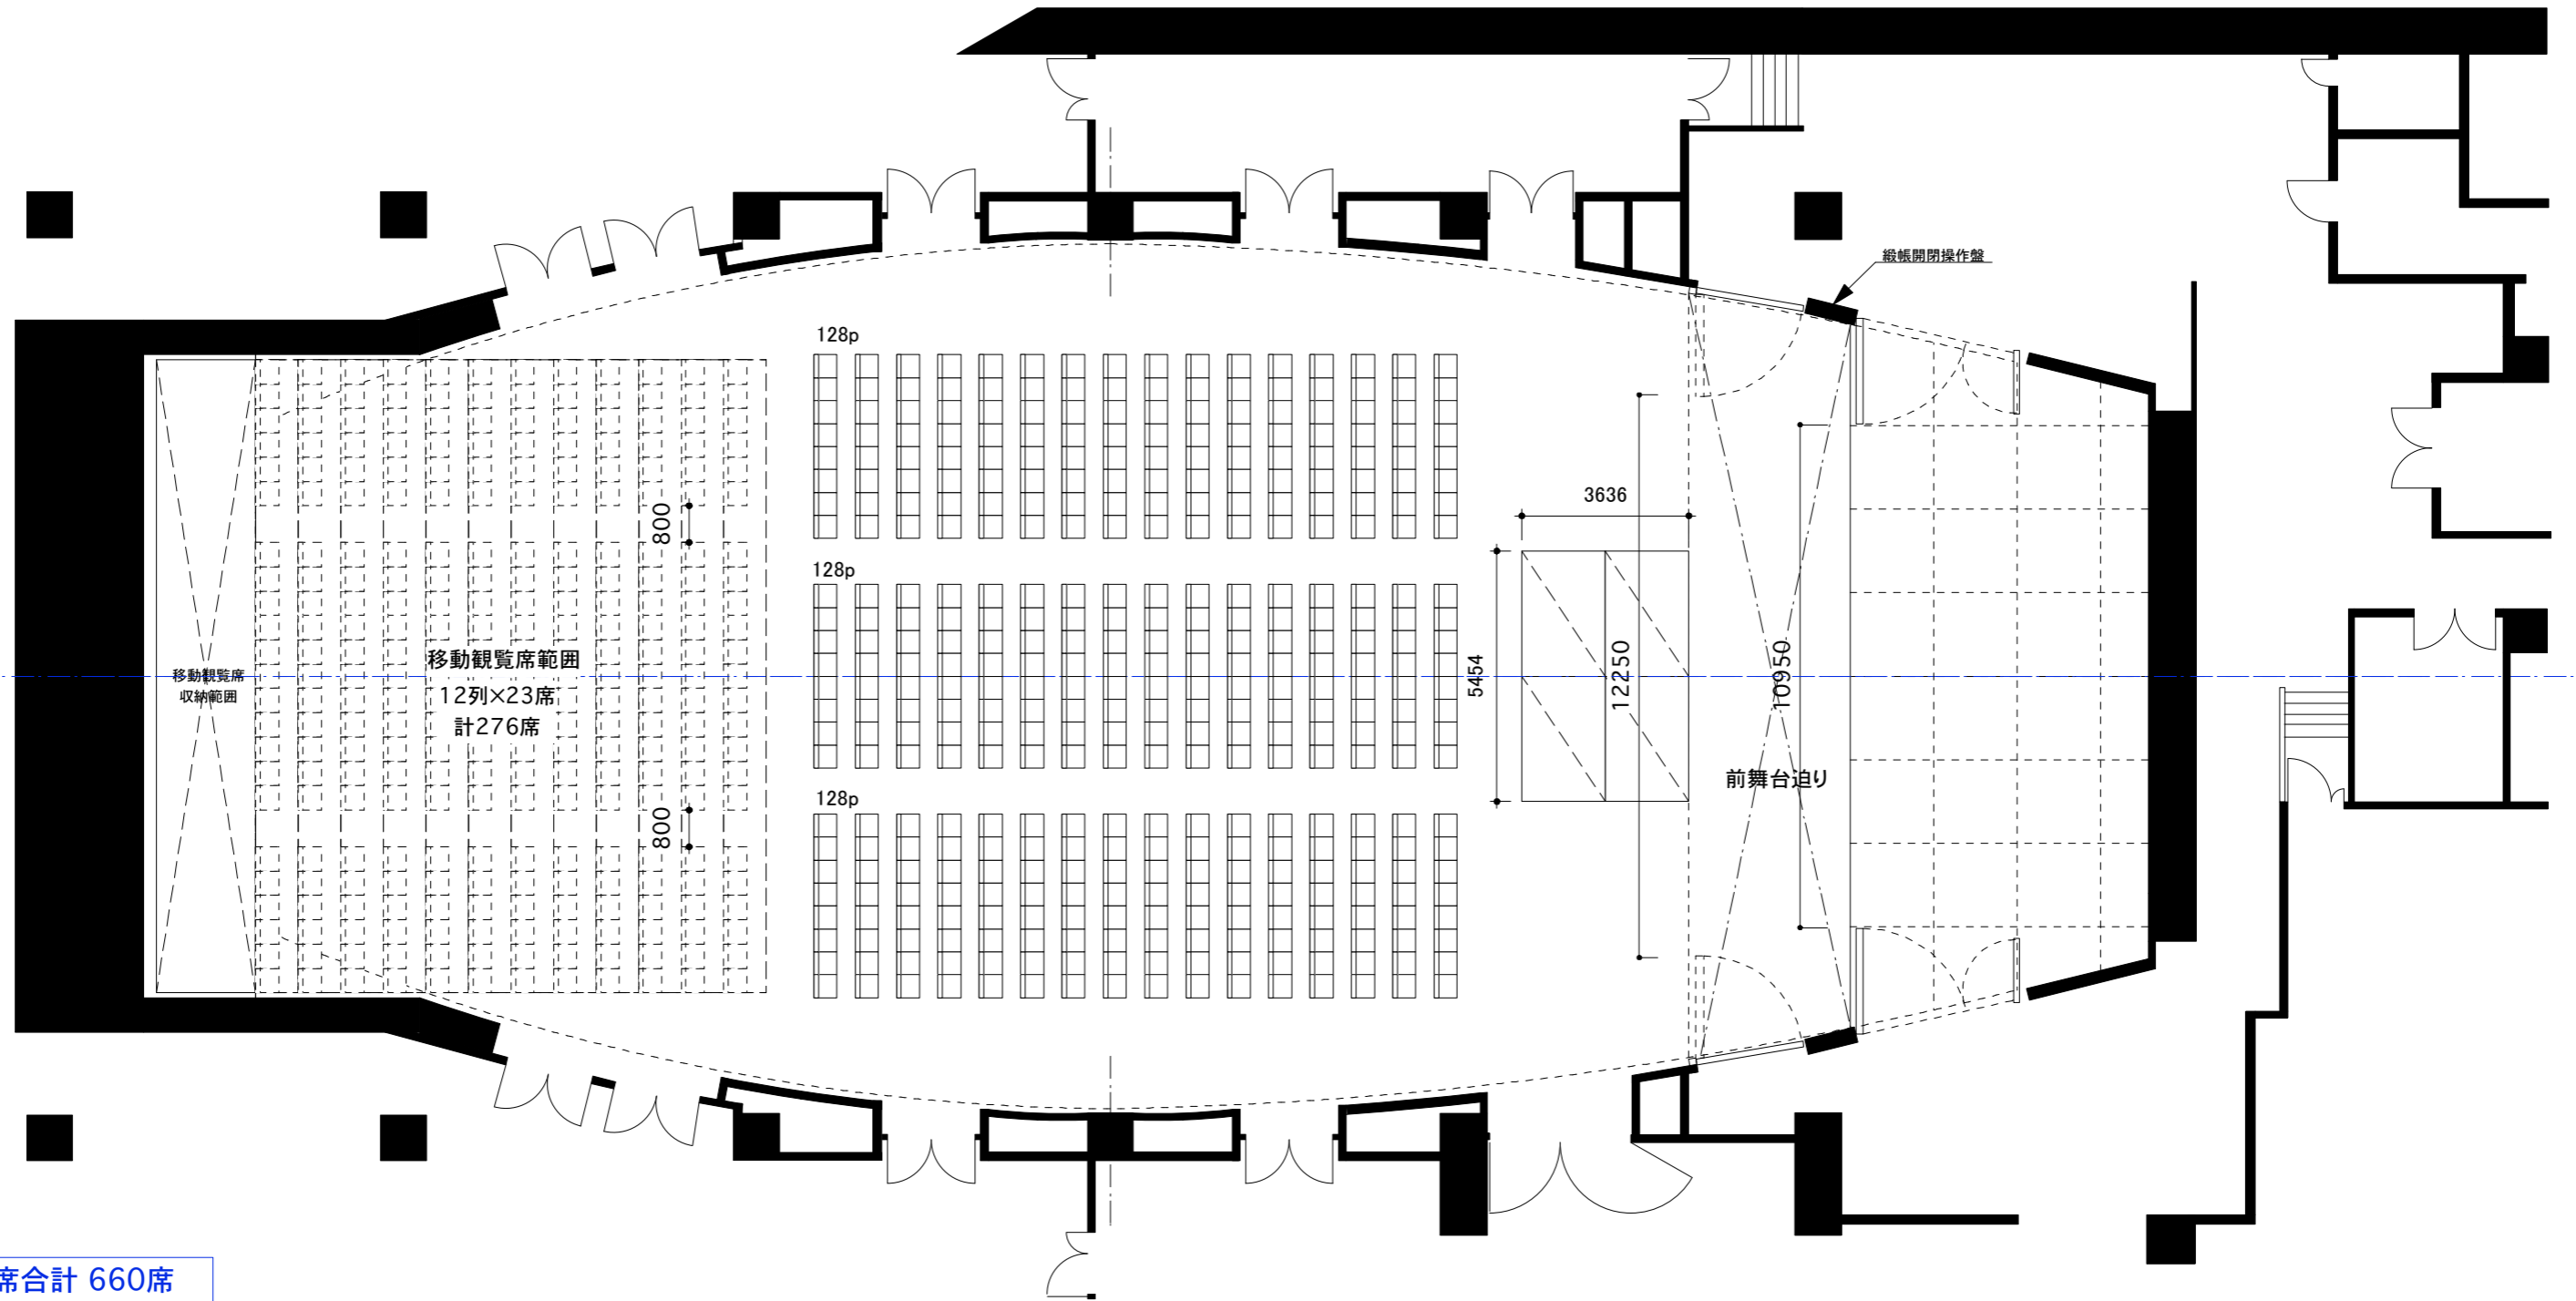 緞帳開閉操作盤
128p
3636
800
128p
移動観覧席
収納範囲
移動観覧席範囲
12列×23席
計276席
5454
12250
10950
前舞台迫り
128p
800
席合計 660席